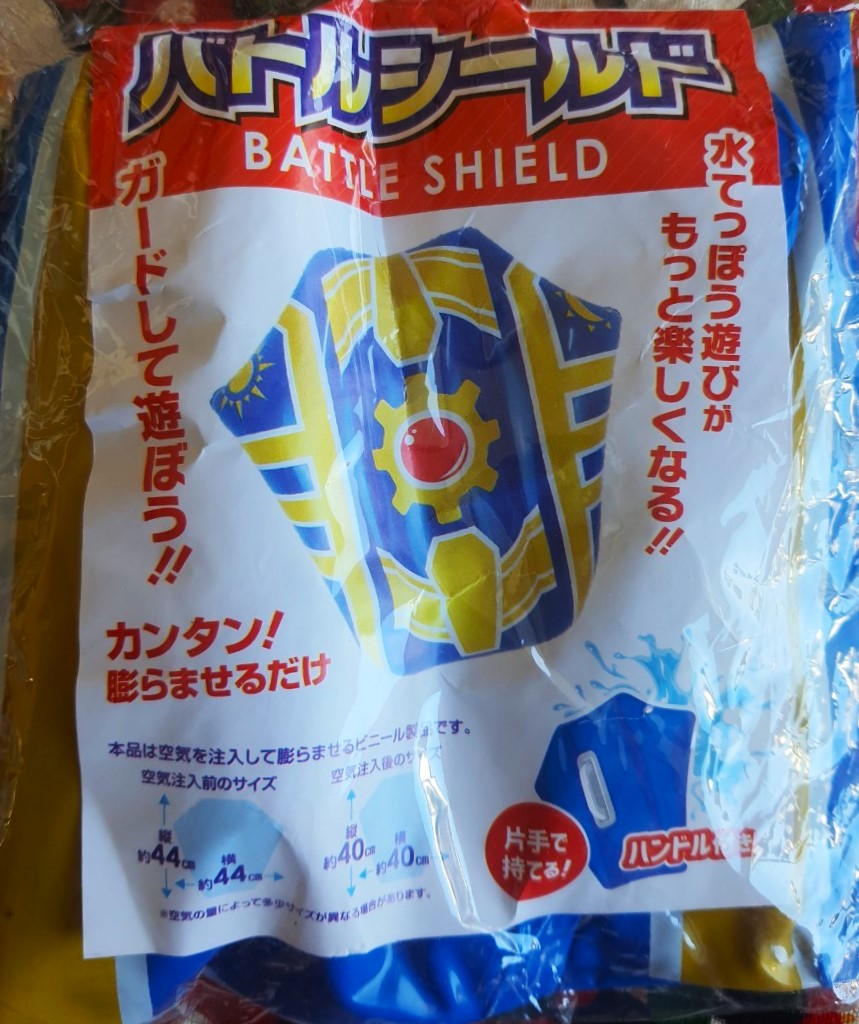 バトルシールド
BATTLE SHIELD
水てっぽう遊びが
もっと楽しくなる!!
ガードして遊ぼう!!
カンタン!
膨らませるだけ
本品は空気を注入して膨らませるビニール製品です。
空気注入前のサイズ
縦
約44cm
横
約44cm
空気注入後のサイズ
縦
約40cm
横
約40cm
※空気の量によって多少サイズが異なる場合があります。
片手で
持てる!
ハンドル付き